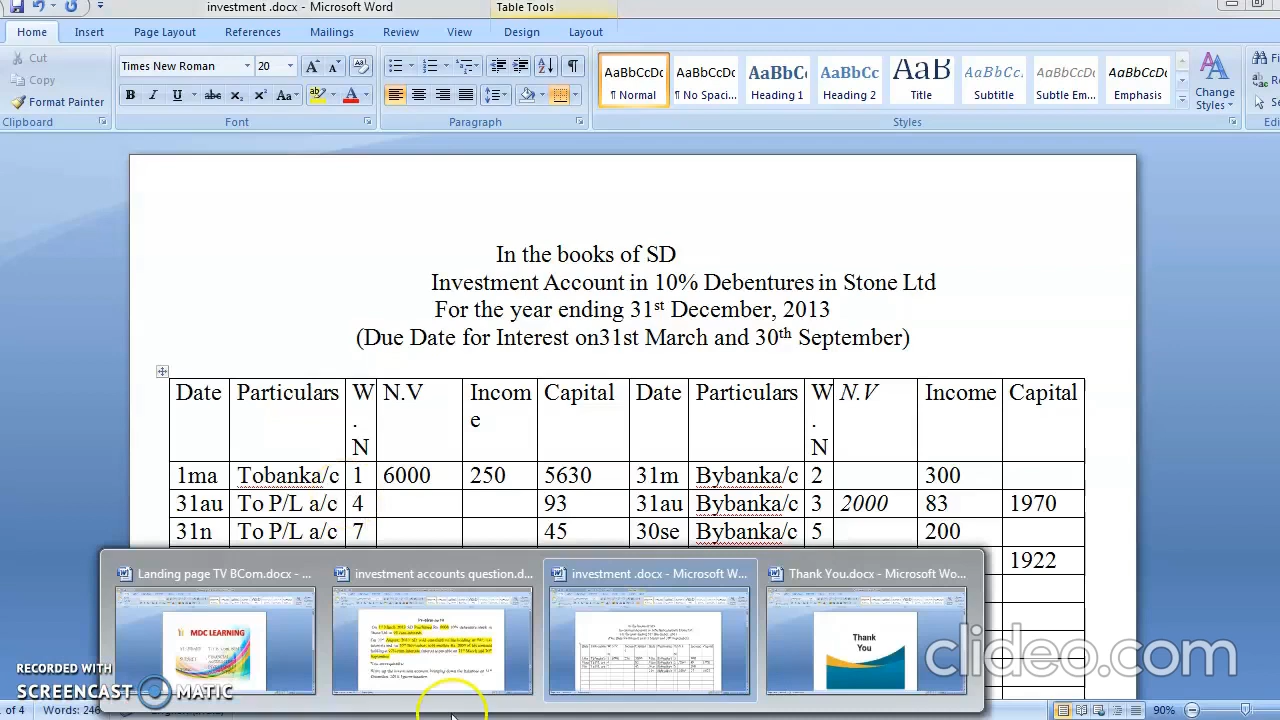 investment .docx - Microsoft Word
Table Tools
Home Insert Page Layout References Mailings Review View Design Layout
Cut
Copy
Format Painter
Clipboard
Times New Roman 20
Font
Paragraph
AaBbCcDc AaBbCcDc AaBbCc AaBbCc AaB AaBbCc. AaBbCcDc AaBbCcDc
¶ Normal ¶ No Spaci... Heading 1 Heading 2 Title Subtitle Subtle Em... Emphasis
Change
Styles
Styles
In the books of SD
Investment Account in 10% Debentures in Stone Ltd
For the year ending 31st December, 2013
(Due Date for Interest on31st March and 30th September)
Date Particulars W.N N.V Income Capital Date Particulars W.N N.V Income Capital
1ma Tobanka/c 1 6000 250 5630 31m Bybanka/c 2 300
31au To P/L a/c 4 93 31au Bybanka/c 3 2000 83 1970
31n To P/L a/c 7 45 30se Bybanka/c 5 200
1922
Landing page TV BCom.docx - ...
investment accounts question.d...
investment .docx - Microsoft W...
Thank You.docx - Microsoft Wo...
MDC LEARNING
Thank
You
clideo.com
RECORDED WITH
SCREENCAST MATIC
1 of 4 Words: 246 90%